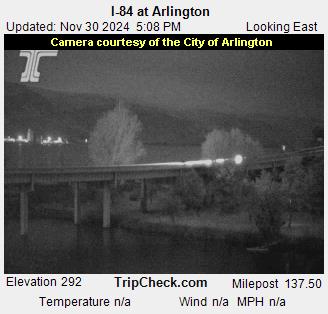 I-84 at Arlington
Updated: Nov 30 2024 5:08 PM Looking East
Camera courtesy of the City of Arlington
Elevation 292 TripCheck.com Milepost 137.50
Temperature n/a Wind n/a MPH n/a